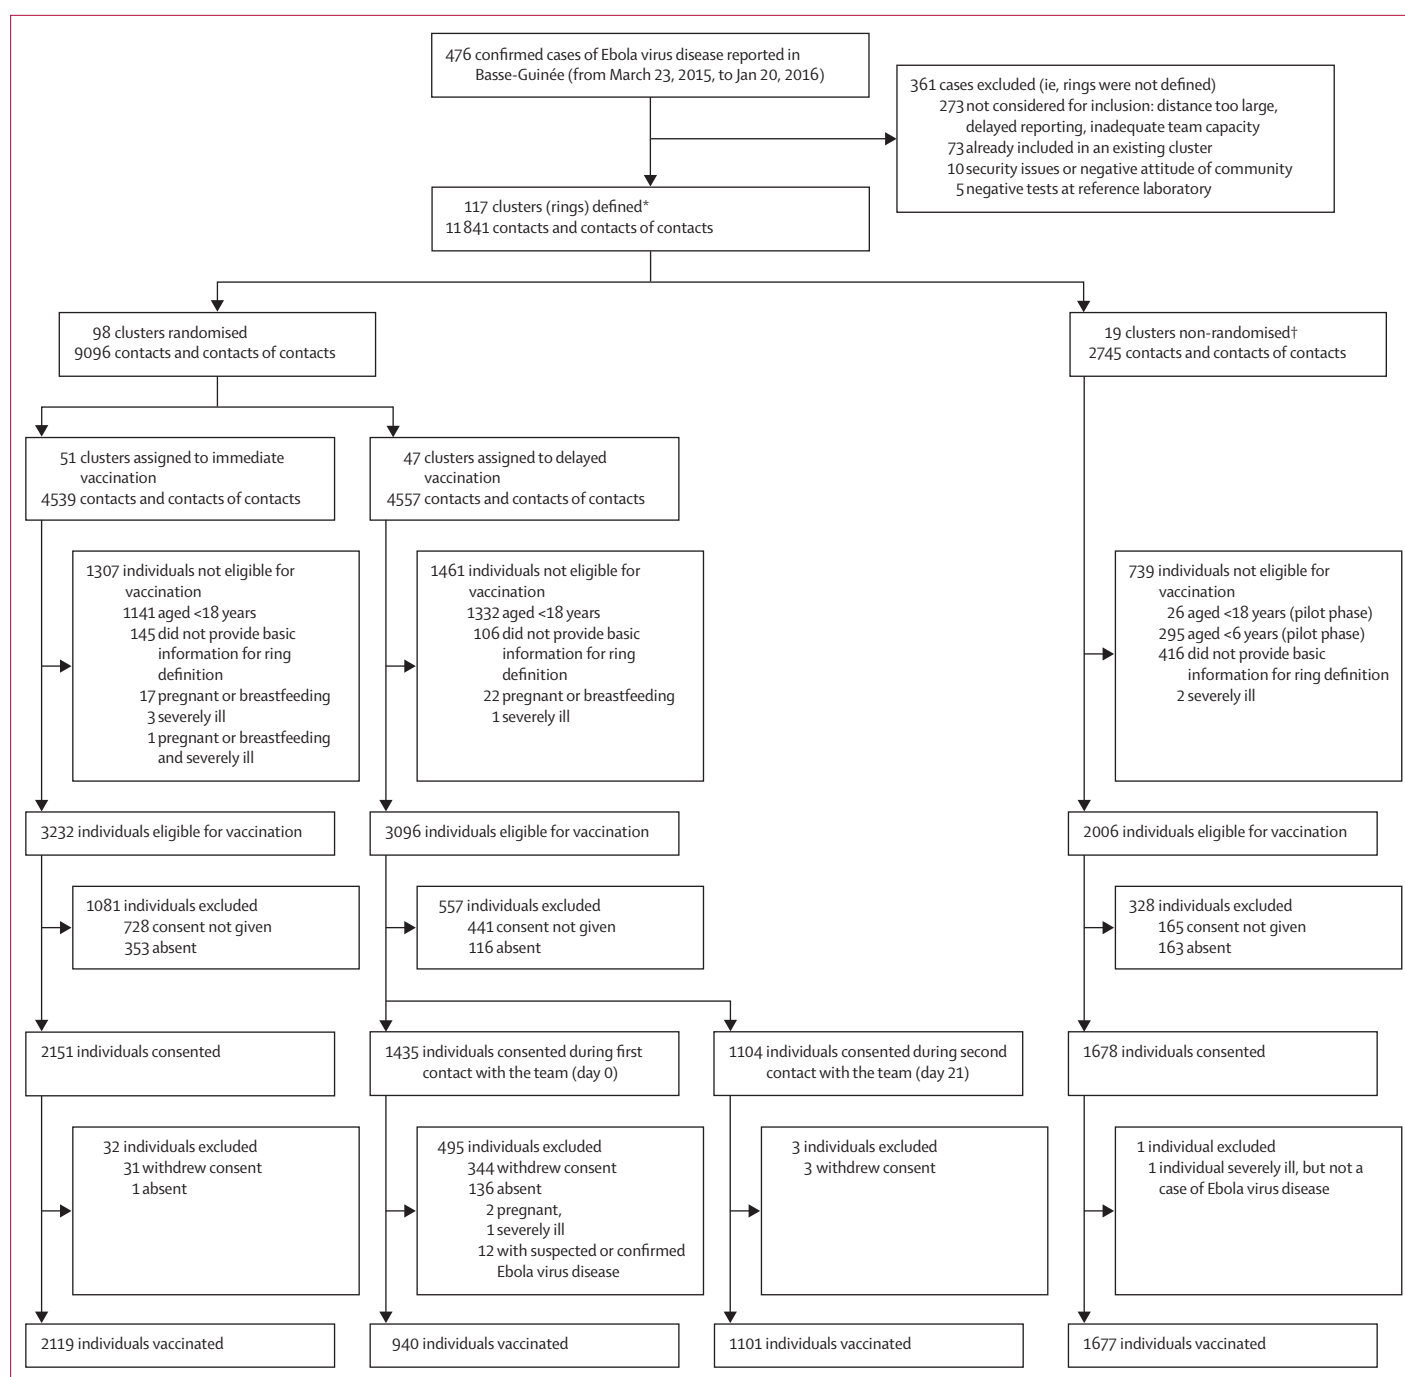 476 confirmed cases of Ebola virus disease reported in
Basse-Guinée (from March 23, 2015, to Jan 20, 2016)
361 cases excluded (ie, rings were not defined)
273 not considered for inclusion: distance too large,
delayed reporting, inadequate team capacity
73 already included in an existing cluster
10 security issues or negative attitude of community
5 negative tests at reference laboratory
117 clusters (rings) defined*
11 841 contacts and contacts of contacts
98 clusters randomised
9096 contacts and contacts of contacts
19 clusters non-randomised†
2745 contacts and contacts of contacts
51 clusters assigned to immediate
vaccination
4539 contacts and contacts of contacts
47 clusters assigned to delayed
vaccination
4557 contacts and contacts of contacts
1307 individuals not eligible for
vaccination
1141 aged <18 years
145 did not provide basic
information for ring
definition
17 pregnant or breastfeeding
3 severely ill
1 pregnant or breastfeeding
and severely ill
1461 individuals not eligible for
vaccination
1332 aged <18 years
106 did not provide basic
information for ring
definition
22 pregnant or breastfeeding
1 severely ill
739 individuals not eligible for
vaccination
26 aged <18 years (pilot phase)
295 aged <6 years (pilot phase)
416 did not provide basic
information for ring definition
2 severely ill
3232 individuals eligible for vaccination
3096 individuals eligible for vaccination
2006 individuals eligible for vaccination
1081 individuals excluded
728 consent not given
353 absent
557 individuals excluded
441 consent not given
116 absent
328 individuals excluded
165 consent not given
163 absent
2151 individuals consented
1435 individuals consented during first
contact with the team (day 0)
1104 individuals consented during second
contact with the team (day 21)
1678 individuals consented
32 individuals excluded
31 withdrew consent
1 absent
495 individuals excluded
344 withdrew consent
136 absent
2 pregnant,
1 severely ill
12 with suspected or confirmed
Ebola virus disease
3 individuals excluded
3 withdrew consent
1 individual excluded
1 individual severely ill, but not a
case of Ebola virus disease
2119 individuals vaccinated
940 individuals vaccinated
1101 individuals vaccinated
1677 individuals vaccinated